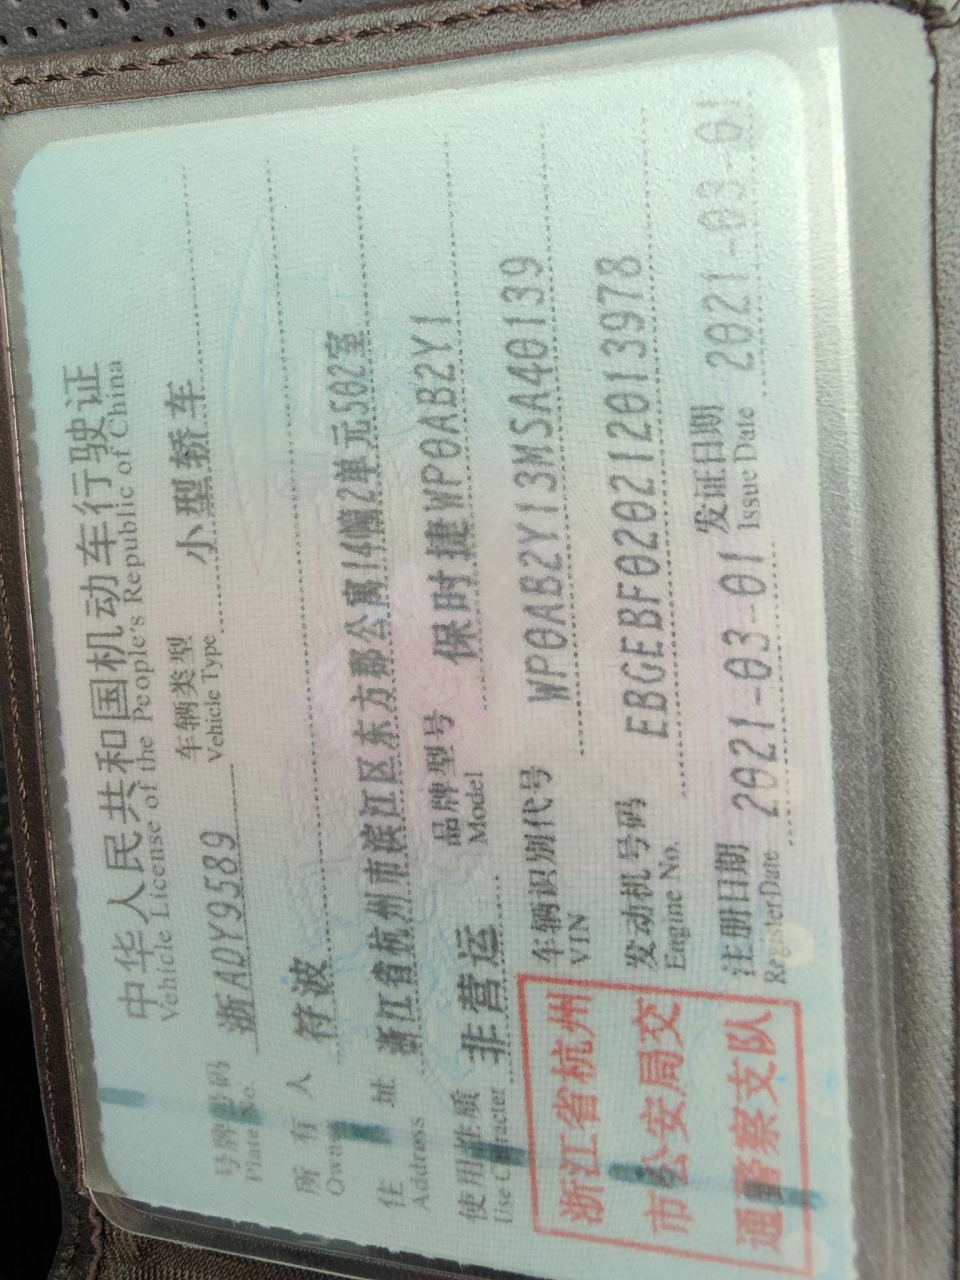 中华人民共和国机动车行驶证
Vehicle License of the People's Republic of China
号牌号码 浙ADY9589 车辆类型 小型轿车
Plate No. Vehicle Type
所有人 符波
Owner
住址 浙江省杭州市滨江区东方郡公寓14幢2单元502室
Address
使用性质 非营运 品牌型号 保时捷WP0AB2Y1
Use Character Model
车辆识别代号 WP0AB2Y13MSA40139
VIN
发动机号码 EBGEBF02021201 3978
Engine No.
注册日期 2021-03-01 发证日期 2021-03-01
Register Date Issue Date
浙江省杭州
市公安局交
通警察支队